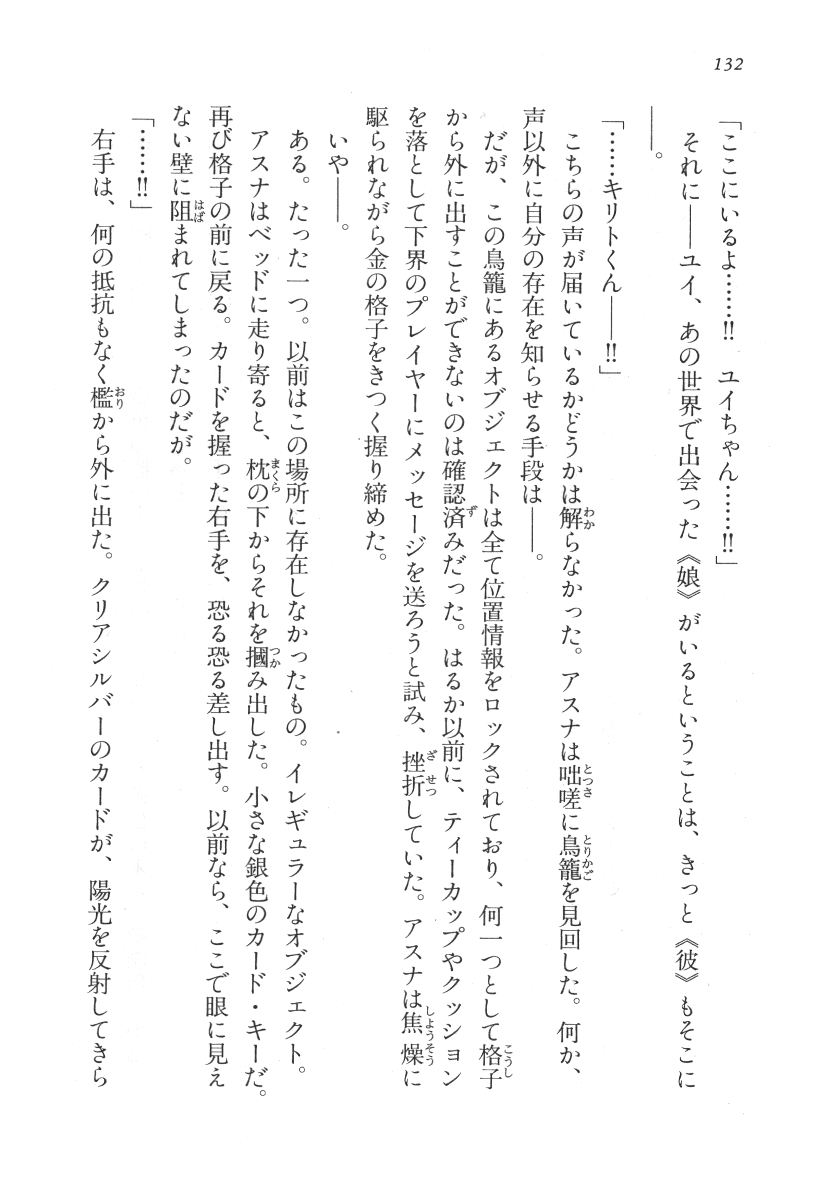 132
「ここにいるよ……!!　ユイちゃん……!!」
それに――ユイ、あの世界で出会った《娘》がいるということは、きっと《彼》もそこに
――。
「……キリトくん――!!」
こちらの声が届いているかどうかは解らなかった。アスナは咄嗟に鳥籠を見回した。何か、
声以外に自分の存在を知らせる手段は――。
だが、この鳥籠にあるオブジェクトは全て位置情報をロックされており、何一つとして格子
から外に出すことができないのは確認済みだった。はるか以前に、ティーカップやクッション
を落として下界のプレイヤーにメッセージを送ろうと試み、挫折していた。アスナは焦燥に
駆られながら金の格子をきつく握り締めた。
いや――。
ある。たった一つ。以前はこの場所に存在しなかったもの。イレギュラーなオブジェクト。
アスナはベッドに走り寄ると、枕の下からそれを摑み出した。小さな銀色のカード・キーだ。
再び格子の前に戻る。カードを握った右手を、恐る恐る差し出す。以前なら、ここで眼に見え
ない壁に阻まれてしまったのだが。
「……!!」
右手は、何の抵抗もなく檻から外に出た。クリアシルバーのカードが、陽光を反射してきら